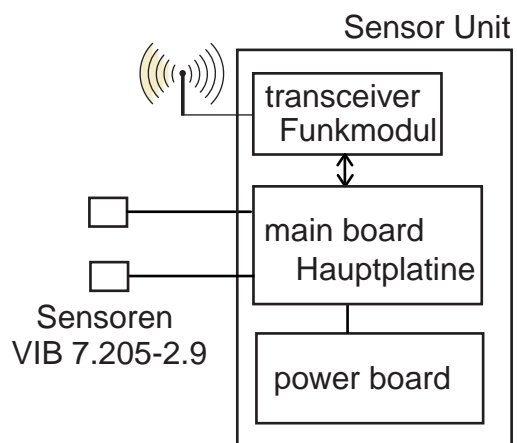 Sensor Unit
transceiver
Funkmodul
main board
Hauptplatine
Sensoren
VIB 7.205-2.9
power board